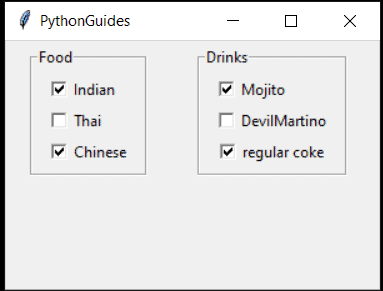 PythonGuides
Food
Indian
Thai
Chinese
Drinks
Mojito
DevilMartino
regular coke